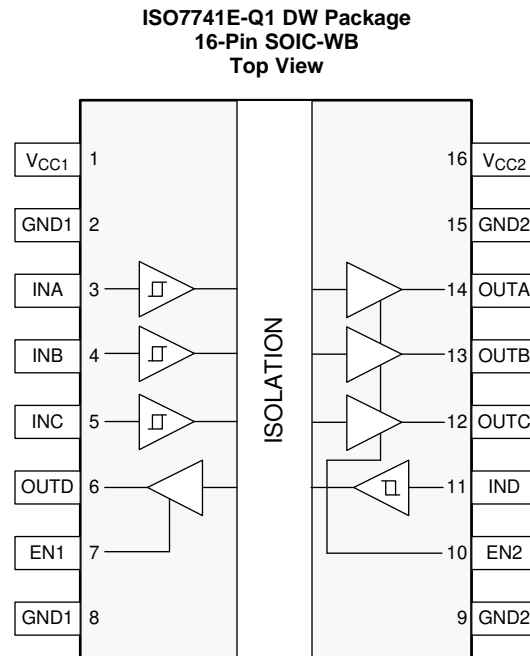 ISO7741E-Q1 DW Package
16-Pin SOIC-WB
Top View
VCC1 1 16 VCC2
GND1 2 15 GND2
INA 3 14 OUTA
INB 4 13 OUTB
INC 5 12 OUTC
OUTD 6 11 IND
EN1 7 10 EN2
GND1 8 9 GND2
ISOLATION